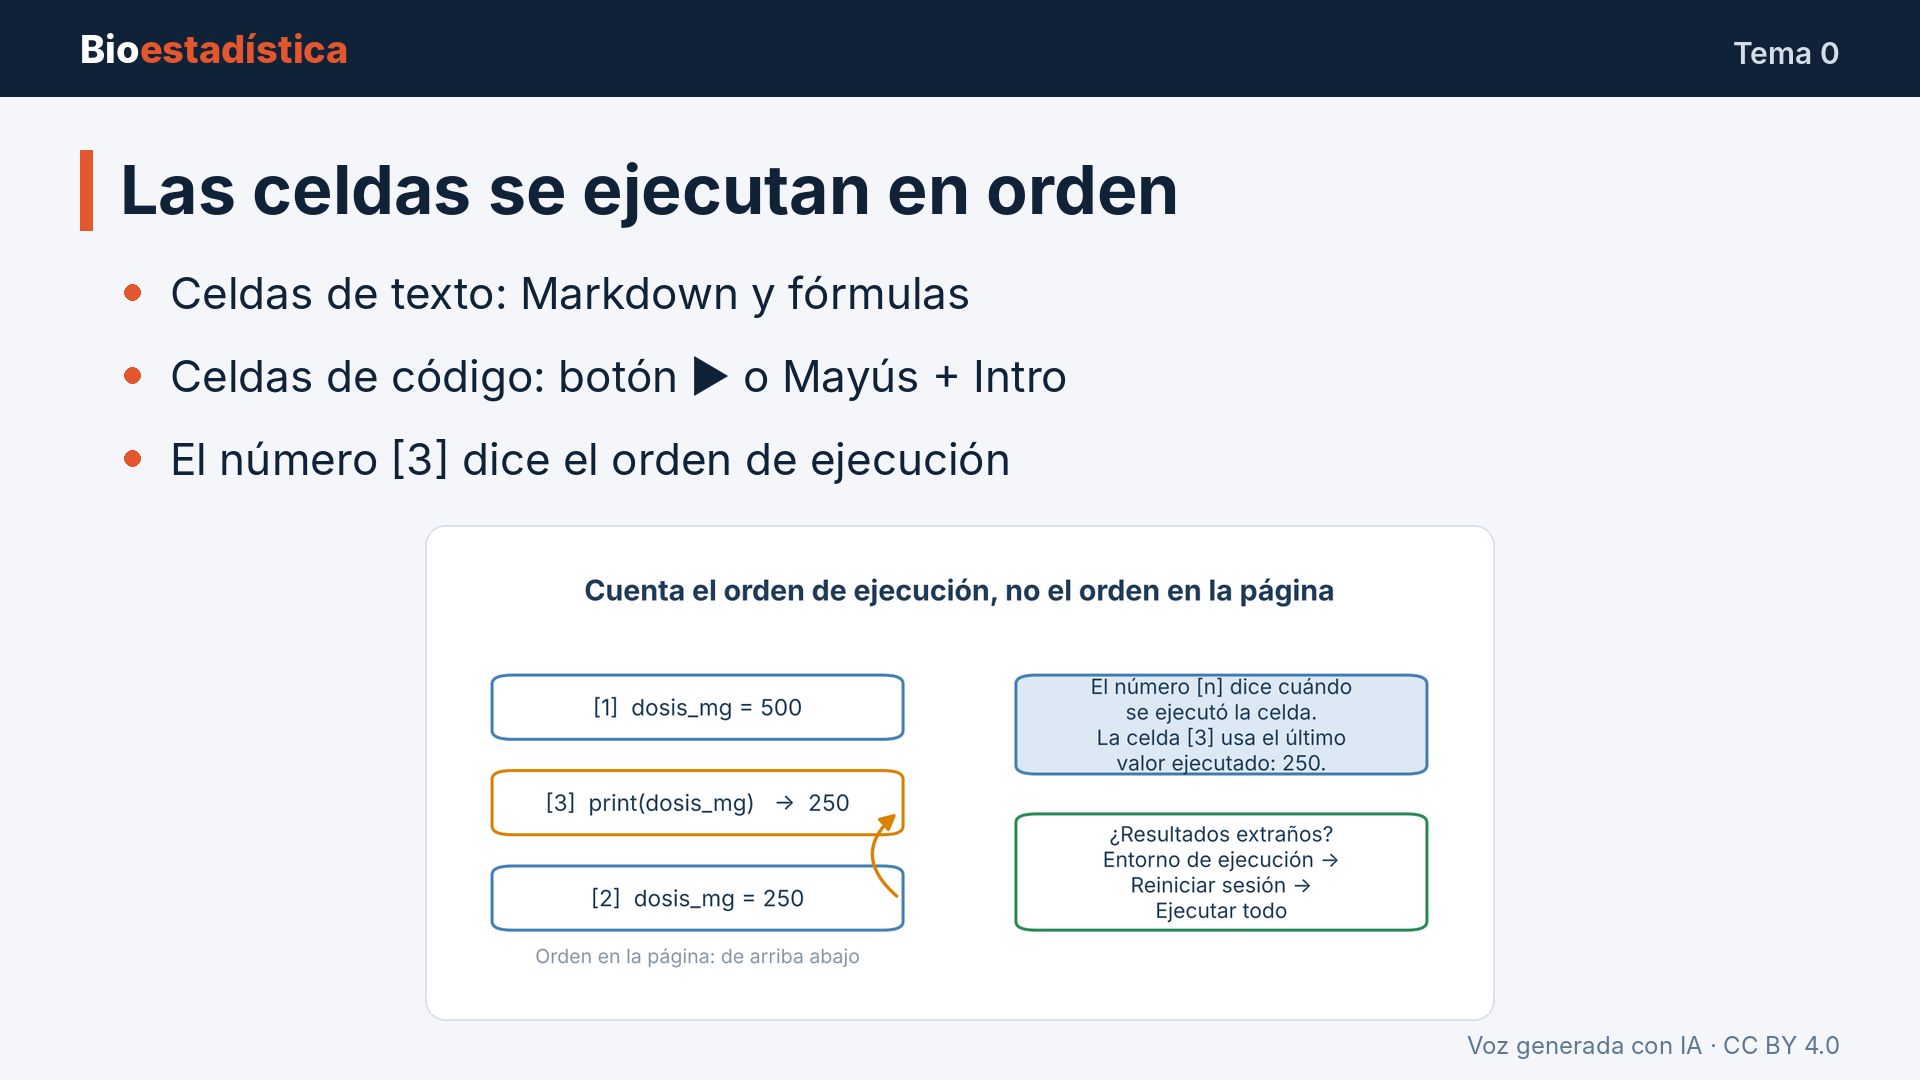 Bioestadística
Tema 0
Las celdas se ejecutan en orden
Celdas de texto: Markdown y fórmulas
Celdas de código: botón ▶ o Mayús + Intro
El número [3] dice el orden de ejecución
Cuenta el orden de ejecución, no el orden en la página
[1] dosis_mg = 500
[3] print(dosis_mg) → 250
[2] dosis_mg = 250
Orden en la página: de arriba abajo
El número [n] dice cuándo
se ejecutó la celda.
La celda [3] usa el último
valor ejecutado: 250.
¿Resultados extraños?
Entorno de ejecución →
Reiniciar sesión →
Ejecutar todo
Voz generada con IA · CC BY 4.0